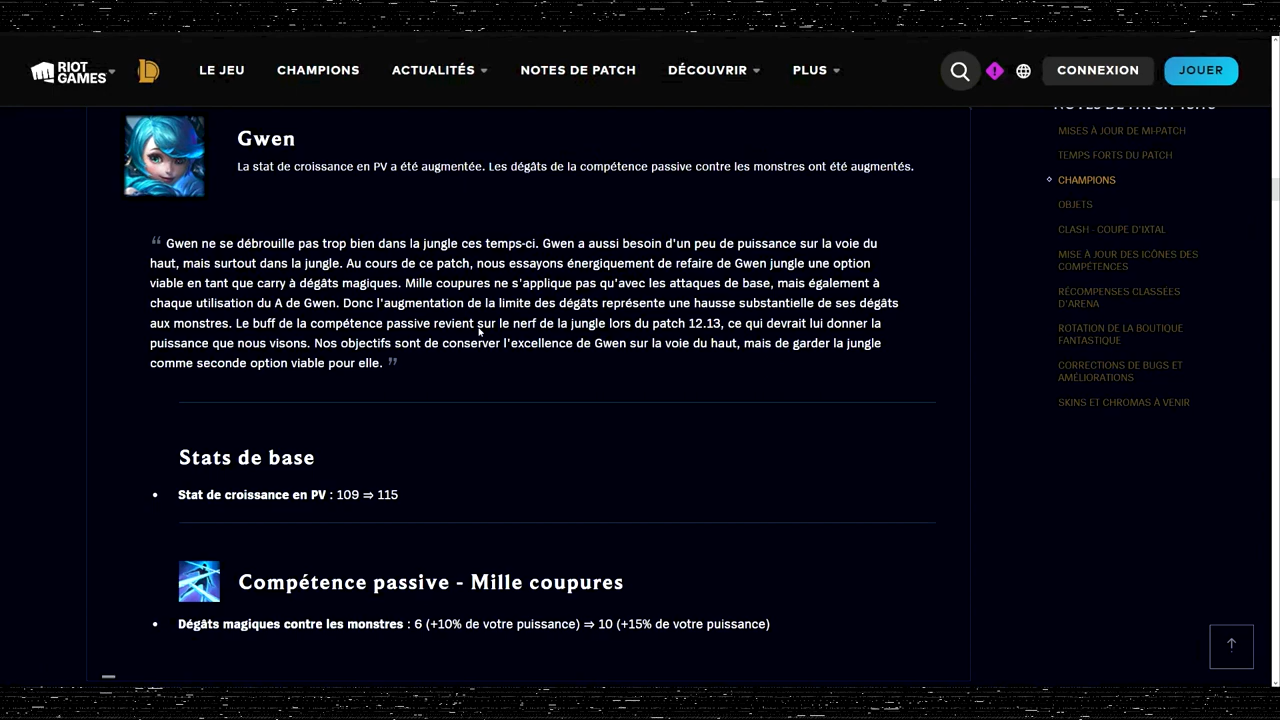 RIOT GAMES
LE JEU
CHAMPIONS
ACTUALITÉS
NOTES DE PATCH
DÉCOUVRIR
PLUS
CONNEXION
JOUER
Gwen
La stat de croissance en PV a été augmentée. Les dégâts de la compétence passive contre les monstres ont été augmentés.
“ Gwen ne se débrouille pas trop bien dans la jungle ces temps-ci. Gwen a aussi besoin d'un peu de puissance sur la voie du
haut, mais surtout dans la jungle. Au cours de ce patch, nous essayons énergiquement de refaire de Gwen jungle une option
viable en tant que carry à dégâts magiques. Mille coupures ne s'applique pas qu'avec les attaques de base, mais également à
chaque utilisation du A de Gwen. Donc l'augmentation de la limite des dégâts représente une hausse substantielle de ses dégâts
aux monstres. Le buff de la compétence passive revient sur le nerf de la jungle lors du patch 12.13, ce qui devrait lui donner la
puissance que nous visons. Nos objectifs sont de conserver l'excellence de Gwen sur la voie du haut, mais de garder la jungle
comme seconde option viable pour elle. ”
Stats de base
• Stat de croissance en PV : 109 ⇒ 115
Compétence passive - Mille coupures
• Dégâts magiques contre les monstres : 6 (+10% de votre puissance) ⇒ 10 (+15% de votre puissance)
MISES À JOUR DE MI-PATCH
TEMPS FORTS DU PATCH
CHAMPIONS
OBJETS
CLASH - COUPE D'IXTAL
MISE À JOUR DES ICÔNES DES
COMPÉTENCES
RÉCOMPENSES CLASSÉES
D'ARENA
ROTATION DE LA BOUTIQUE
FANTASTIQUE
CORRECTIONS DE BUGS ET
AMÉLIORATIONS
SKINS ET CHROMAS À VENIR